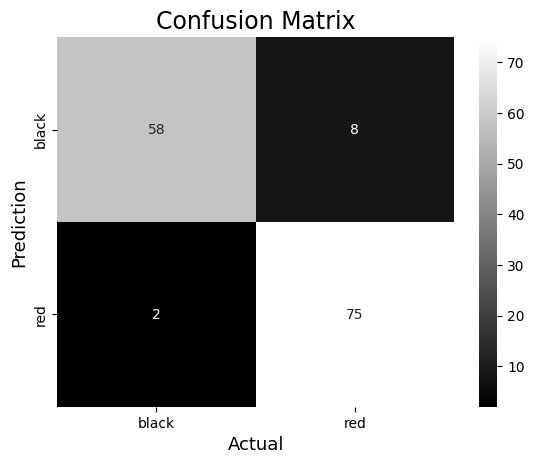 Confusion Matrix
70
60
50
40
30
20
10
Prediction
black
58
8
red
2
75
black
red
Actual